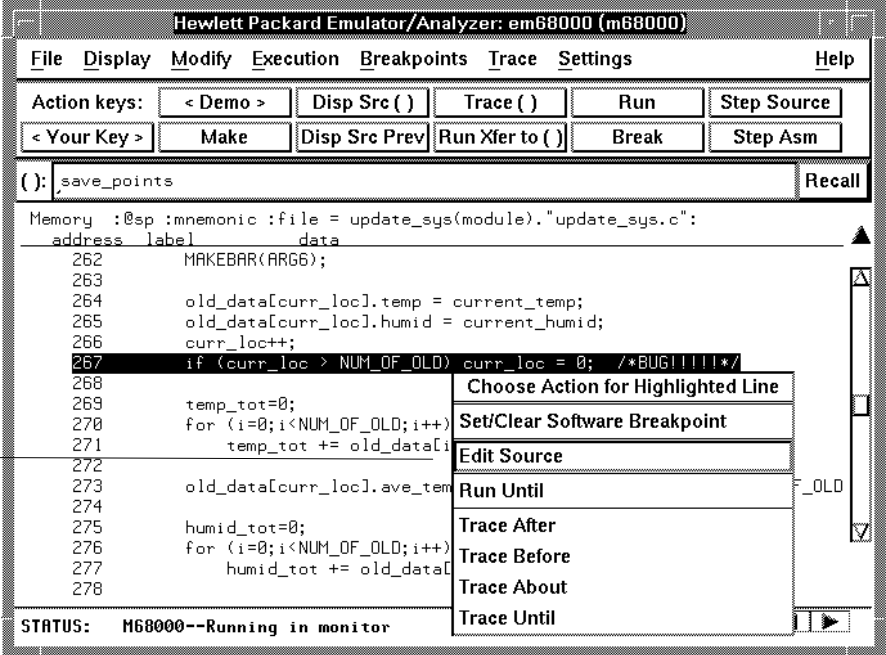 Hewlett Packard Emulator/Analyzer: em68000 (m68000)
File Display Modify Execution Breakpoints Trace Settings Help
Action keys: < Demo > Disp Src ( ) Trace ( ) Run Step Source
< Your Key > Make Disp Src Prev Run Xfer to ( ) Break Step Asm
( ): save_points Recall
Memory :@sp :mnemonic :file = update_sys(module)."update_sys.c":
address label data
262 MAKEBAR(ARG6);
263
264 old_data[curr_loc].temp = current_temp;
265 old_data[curr_loc].humid = current_humid;
266 curr_loc++;
267 if (curr_loc > NUM_OF_OLD) curr_loc = 0; /*BUG!!!!!*/
268
269 temp_tot=0;
270 for (i=0;i<NUM_OF_OLD;i++)
271 temp_tot += old_data[i
272
273 old_data[curr_loc].ave_tem F_OLD
274
275 humid_tot=0;
276 for (i=0;i<NUM_OF_OLD;i++)
277 humid_tot += old_data[
278
Choose Action for Highlighted Line
Set/Clear Software Breakpoint
Edit Source
Run Until
Trace After
Trace Before
Trace About
Trace Until
STATUS: M68000--Running in monitor